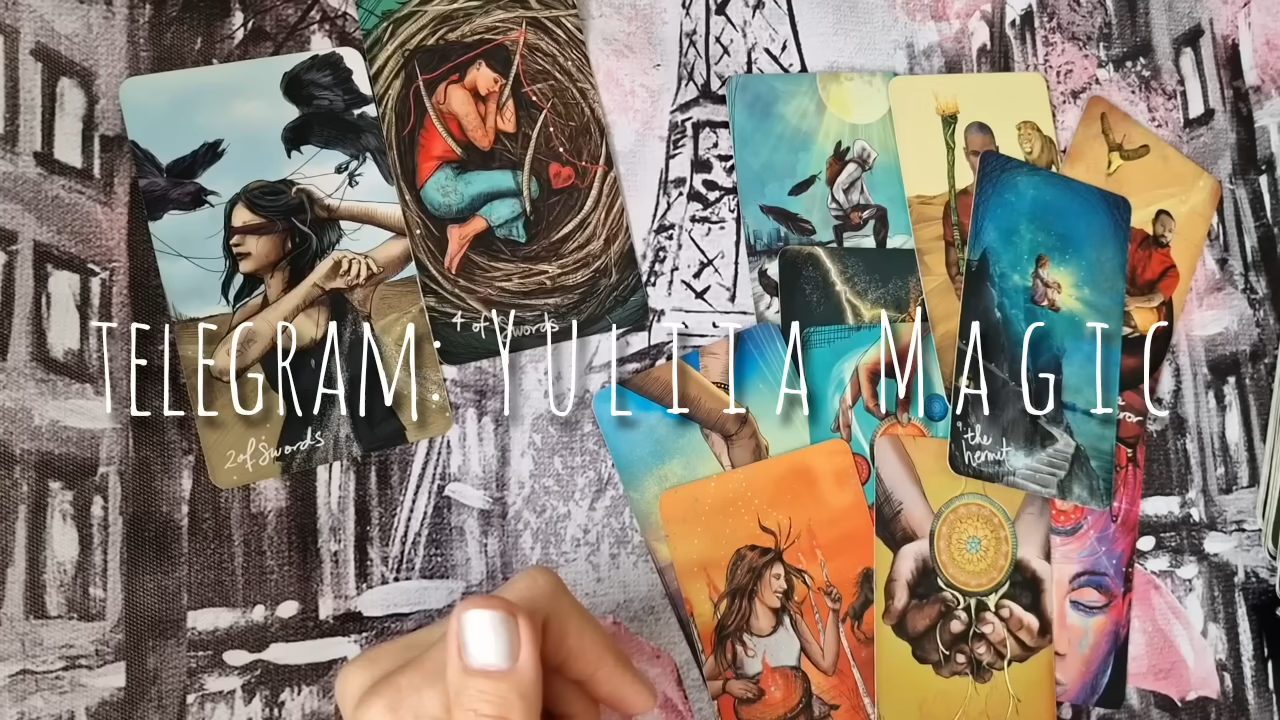 4 of Swords
telegram: Yuliia Magic
2 of Swords
9. the
hermit